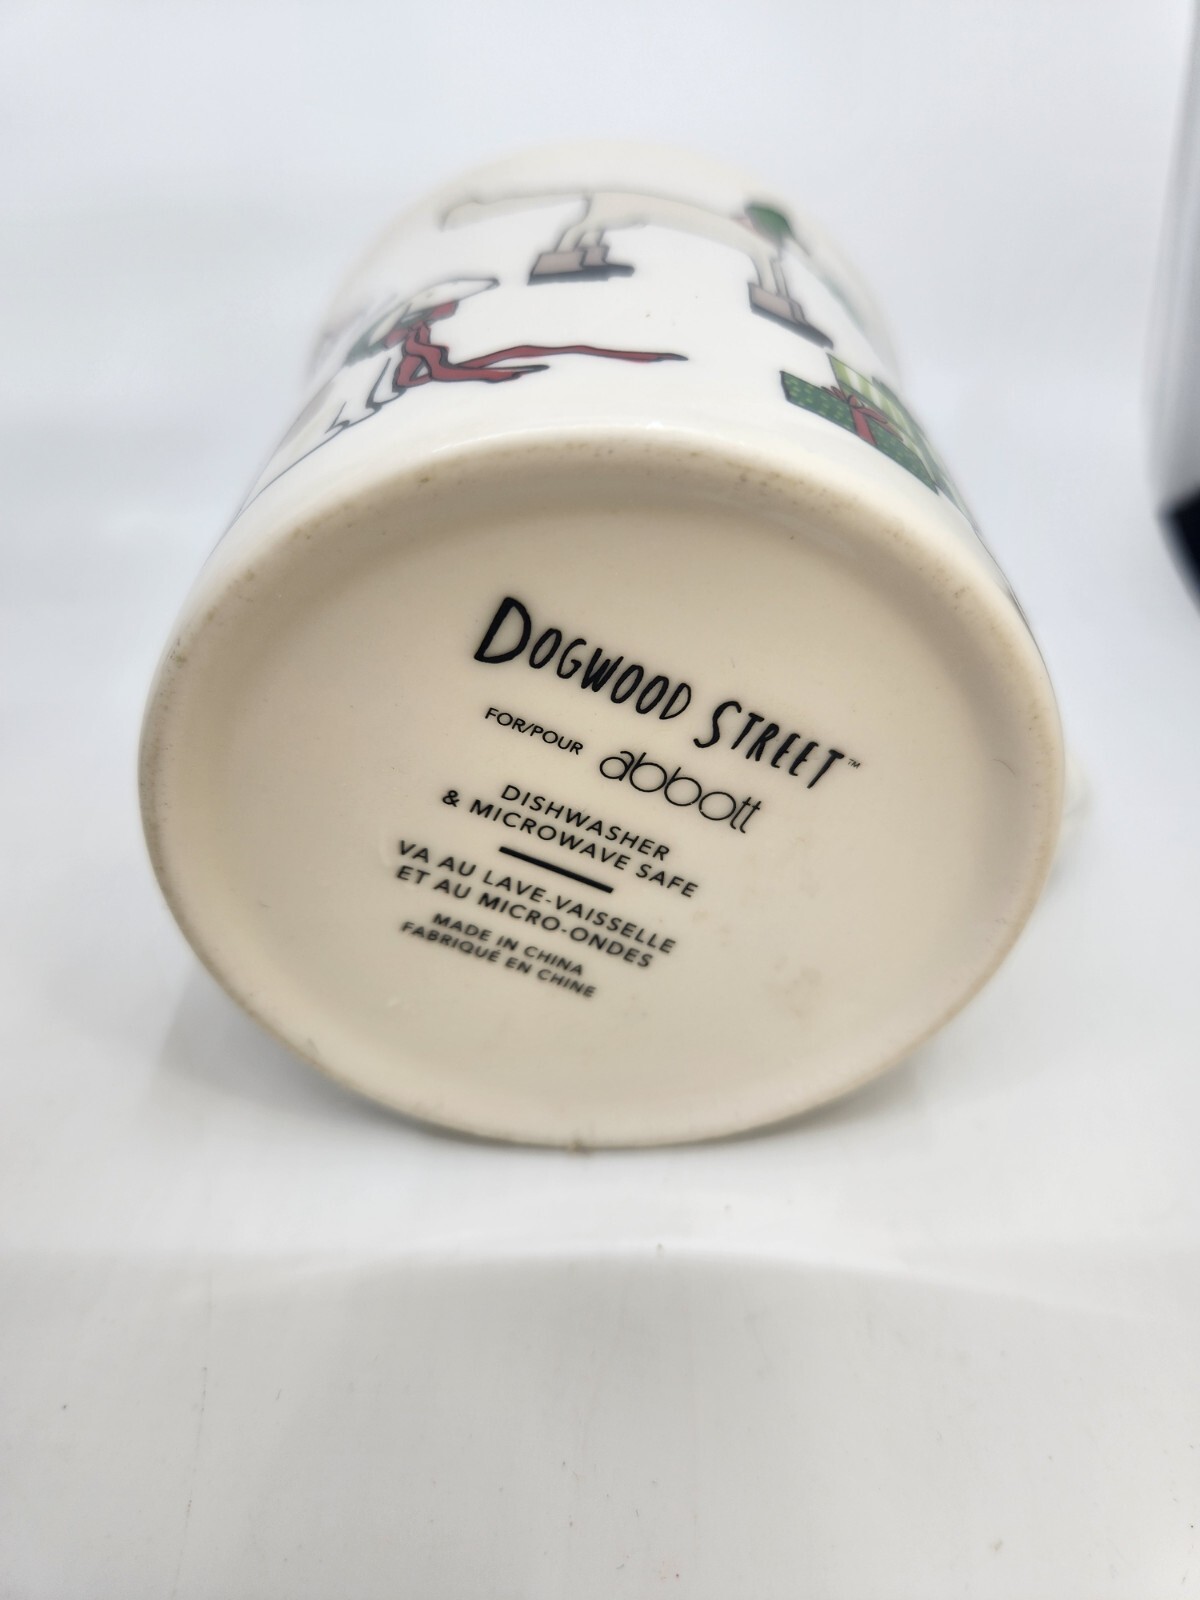 DOGWOOD STREET™
FOR/POUR abbott
DISHWASHER
& MICROWAVE SAFE
VA AU LAVE-VAISSELLE
ET AU MICRO-ONDES
MADE IN CHINA
FABRIQUÉ EN CHINE